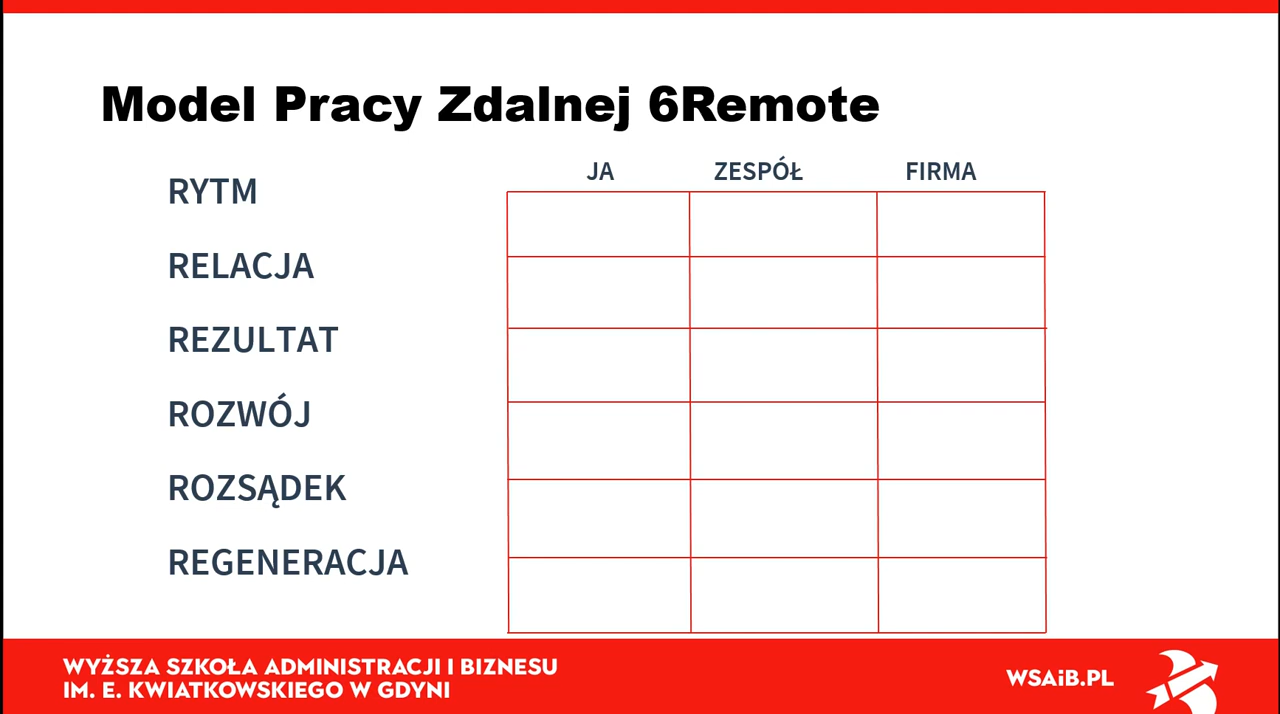 Model Pracy Zdalnej 6Remote
JA ZESPÓŁ FIRMA
RYTM
RELACJA
REZULTAT
ROZWÓJ
ROZSĄDEK
REGENERACJA
WYŻSZA SZKOŁA ADMINISTRACJI I BIZNESU
IM. E. KWIATKOWSKIEGO W GDYNI
WSAiB.PL